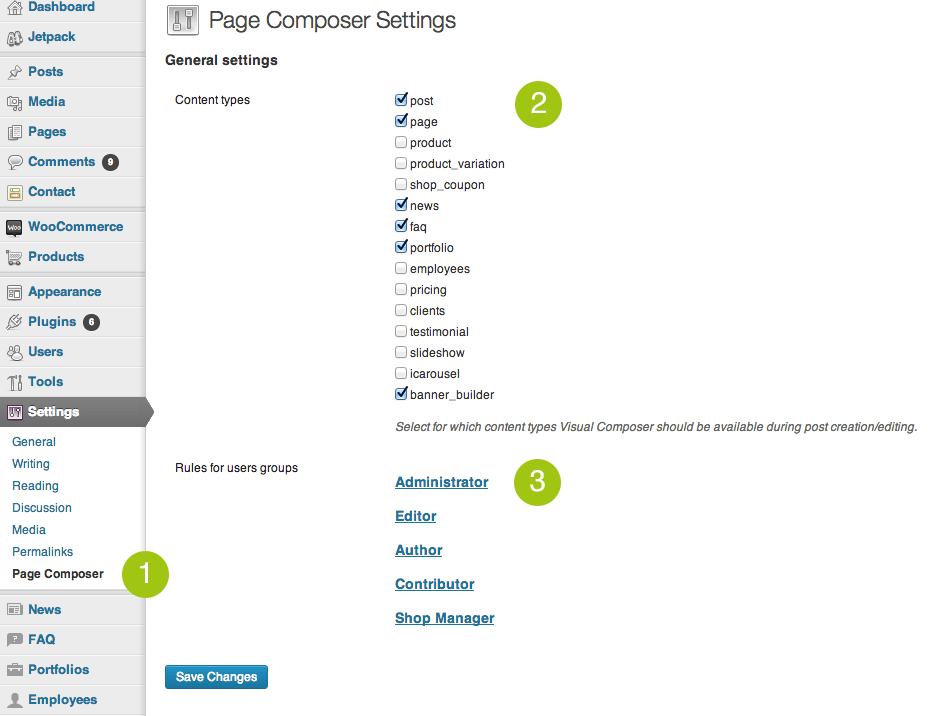 Dashboard
Jetpack
Posts
Media
Pages
Comments 9
Contact
WOO WooCommerce
Products
Appearance
Plugins 6
Users
Tools
Settings
General
Writing
Reading
Discussion
Media
Permalinks
Page Composer 1
News
FAQ
Portfolios
Employees
Page Composer Settings
General settings
Content types
post 2
page
product
product_variation
shop_coupon
news
faq
portfolio
employees
pricing
clients
testimonial
slideshow
icarousel
banner_builder
Select for which content types Visual Composer should be available during post creation/editing.
Rules for users groups
Administrator 3
Editor
Author
Contributor
Shop Manager
Save Changes